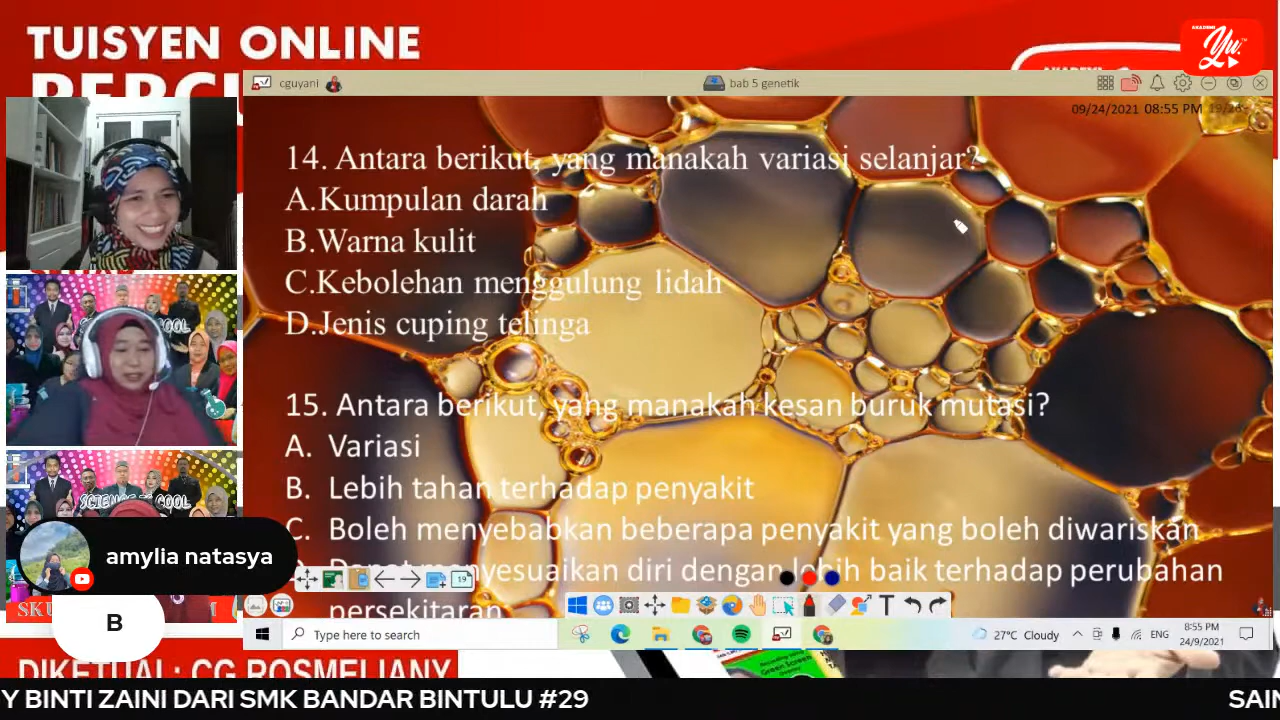 TUISYEN ONLINE
cguyani
bab 5 genetik
09/24/2021 08:55 PM
14. Antara berikut, yang manakah variasi selanjar?
A.Kumpulan darah
B.Warna kulit
C.Kebolehan menggulung lidah
D.Jenis cuping telinga
15. Antara berikut, yang manakah kesan buruk mutasi?
A. Variasi
B. Lebih tahan terhadap penyakit
C. Boleh menyebabkan beberapa penyakit yang boleh diwariskan
menyesuaikan diri dengan lebih baik terhadap perubahan
persekitaran
amylia natasya
B
19
Type here to search
27°C Cloudy
ENG
8:55 PM
24/9/2021
DIKETUAI : CG ROSMELIANY
Y BINTI ZAINI DARI SMK BANDAR BINTULU #29
SAIN